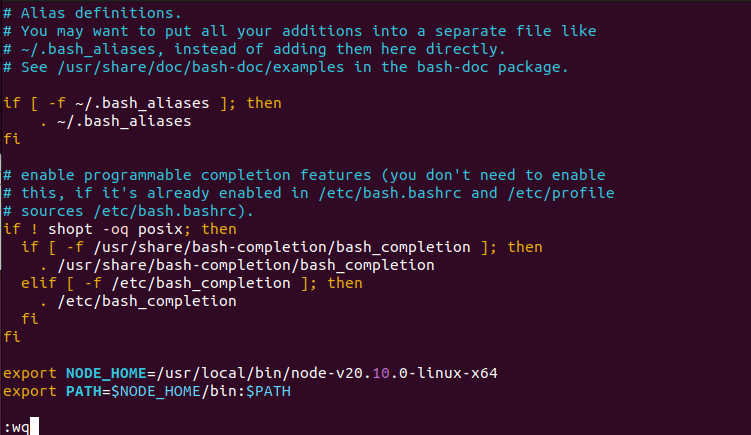 # Alias definitions.
# You may want to put all your additions into a separate file like
# ~/.bash_aliases, instead of adding them here directly.
# See /usr/share/doc/bash-doc/examples in the bash-doc package.

if [ -f ~/.bash_aliases ]; then
    . ~/.bash_aliases
fi

# enable programmable completion features (you don't need to enable
# this, if it's already enabled in /etc/bash.bashrc and /etc/profile
# sources /etc/bash.bashrc).
if ! shopt -oq posix; then
  if [ -f /usr/share/bash-completion/bash_completion ]; then
    . /usr/share/bash-completion/bash_completion
  elif [ -f /etc/bash_completion ]; then
    . /etc/bash_completion
  fi
fi

export NODE_HOME=/usr/local/bin/node-v20.10.0-linux-x64
export PATH=$NODE_HOME/bin:$PATH

:wq